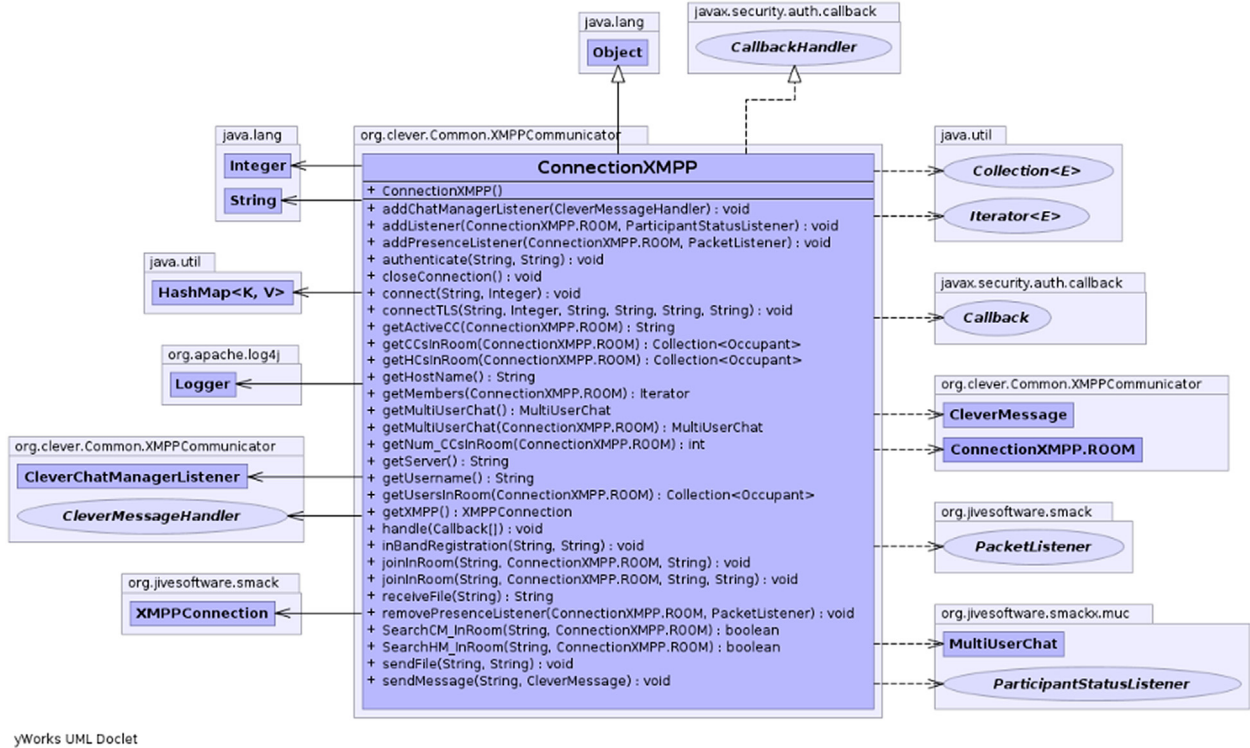 java.lang
Object
javax.security.auth.callback
CallbackHandler
java.lang
Integer
String
java.util
HashMap<K, V>
org.apache.log4j
Logger
org.clever.Common.XMPPCommunicator
CleverChatManagerListener
CleverMessageHandler
org.jivesoftware.smack
XMPPConnection
org.clever.Common.XMPPCommunicator
ConnectionXMPP
+ ConnectionXMPP()
+ addChatManagerListener(CleverMessageHandler) : void
+ addListener(ConnectionXMPP.ROOM, ParticipantStatusListener) : void
+ addPresenceListener(ConnectionXMPP.ROOM, PacketListener) : void
+ authenticate(String, String) : void
+ closeConnection() : void
+ connect(String, Integer) : void
+ connectTLS(String, Integer, String, String, String, String) : void
+ getActiveCC(ConnectionXMPP.ROOM) : String
+ getCCsInRoom(ConnectionXMPP.ROOM) : Collection<Occupant>
+ getHCsInRoom(ConnectionXMPP.ROOM) : Collection<Occupant>
+ getHostName() : String
+ getMembers(ConnectionXMPP.ROOM) : Iterator
+ getMultiUserChat() : MultiUserChat
+ getMultiUserChat(ConnectionXMPP.ROOM) : MultiUserChat
+ getNum_CCsInRoom(ConnectionXMPP.ROOM) : int
+ getServer() : String
+ getUsername() : String
+ getUsersInRoom(ConnectionXMPP.ROOM) : Collection<Occupant>
+ getXMPP() : XMPPConnection
+ handle(Callback[]) : void
+ inBandRegistration(String, String) : void
+ joinInRoom(String, ConnectionXMPP.ROOM, String) : void
+ joinInRoom(String, ConnectionXMPP.ROOM, String, String) : void
+ receiveFile(String) : String
+ removePresenceListener(ConnectionXMPP.ROOM, PacketListener) : void
+ SearchCM_InRoom(String, ConnectionXMPP.ROOM) : boolean
+ SearchHM_InRoom(String, ConnectionXMPP.ROOM) : boolean
+ sendFile(String, String) : void
+ sendMessage(String, CleverMessage) : void
java.util
Collection<E>
Iterator<E>
javax.security.auth.callback
Callback
org.clever.Common.XMPPCommunicator
CleverMessage
ConnectionXMPP.ROOM
org.jivesoftware.smack
PacketListener
org.jivesoftware.smackx.muc
MultiUserChat
ParticipantStatusListener
yWorks UML Doclet